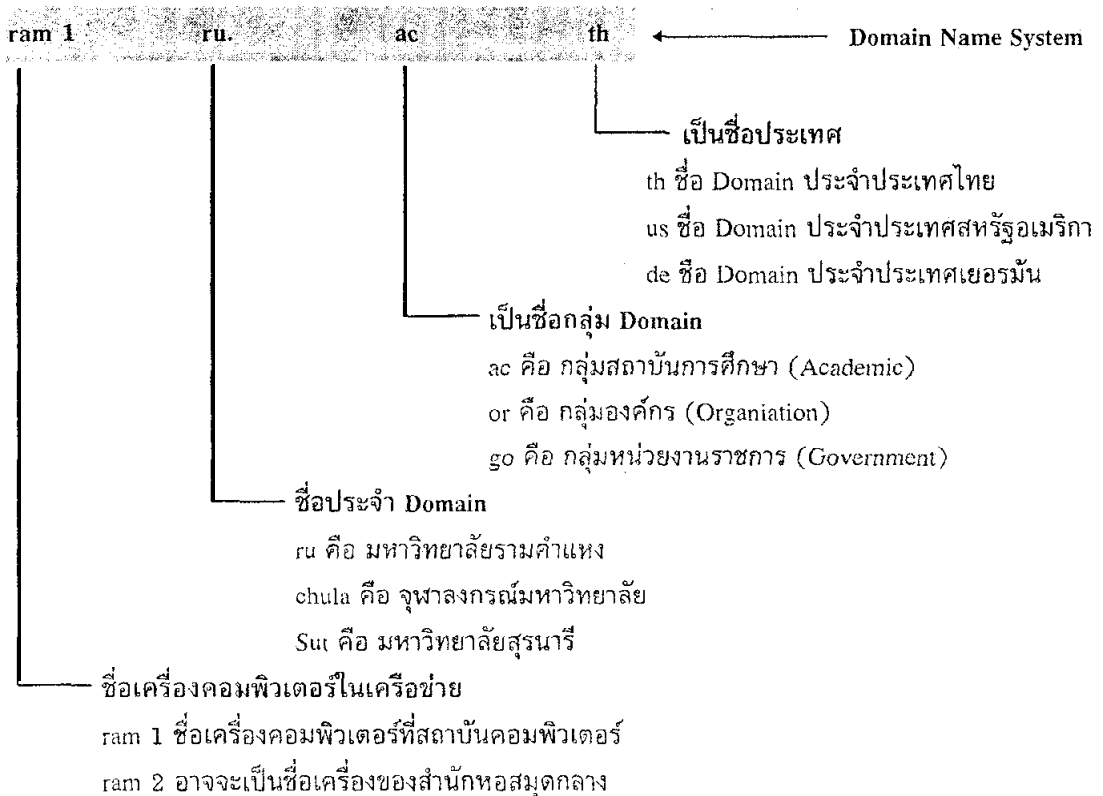 ram 1 ru. ac th Domain Name System
เป็นชื่อประเทศ
th ชื่อ Domain ประจำประเทศไทย
us ชื่อ Domain ประจำประเทศสหรัฐอเมริกา
de ชื่อ Domain ประจำประเทศเยอรมัน
เป็นชื่อกลุ่ม Domain
ac คือ กลุ่มสถาบันการศึกษา (Academic)
or คือ กลุ่มองค์กร (Organiation)
go คือ กลุ่มหน่วยงานราชการ (Government)
ชื่อประจำ Domain
ru คือ มหาวิทยาลัยรามคำแหง
chula คือ จุฬาลงกรณ์มหาวิทยาลัย
Sut คือ มหาวิทยาลัยสุรนารี
ชื่อเครื่องคอมพิวเตอร์ในเครือข่าย
ram 1 ชื่อเครื่องคอมพิวเตอร์ที่สถาบันคอมพิวเตอร์
ram 2 อาจจะเป็นชื่อเครื่องของสำนักหอสมุดกลาง